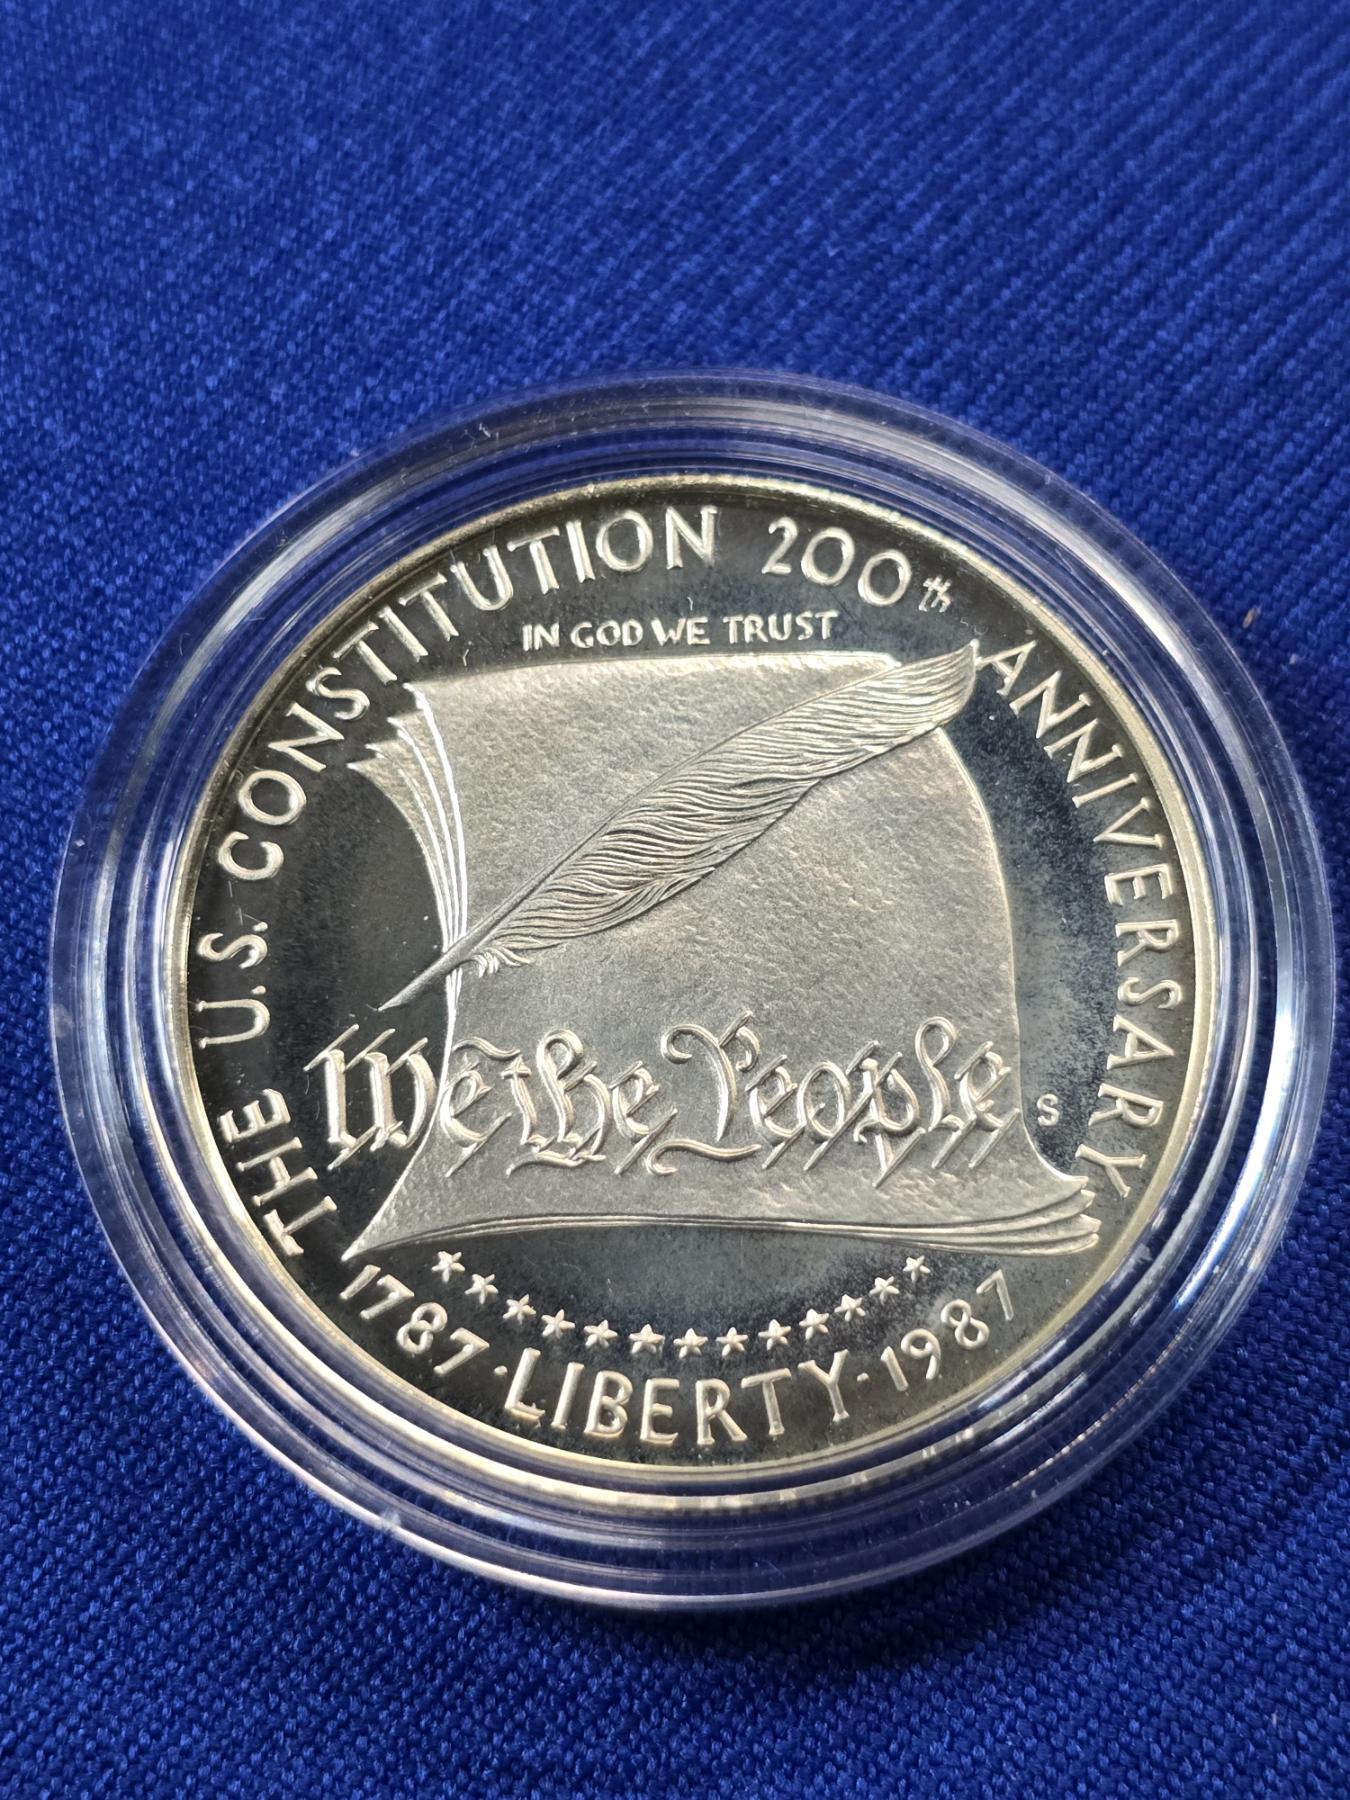 THE U.S. CONSTITUTION 200th ANNIVERSARY
IN GOD WE TRUST
We the People
S
1787 · LIBERTY · 1987